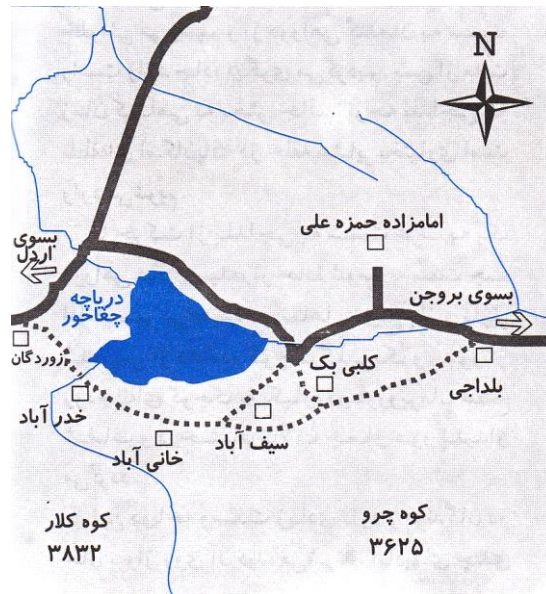 N
امامزاده حمزه علی
بسوی
اردل
بسوی بروجن
دریاچه
چغاخور
زوردگان
کلبی بک
بلداجی
خدر آباد
سیف آباد
خانی آباد
کوه کلار
۳۸۳۲
کوه چرو
۳۶۲۵